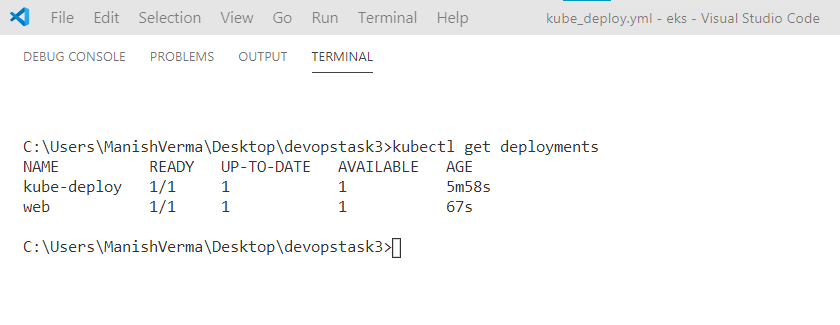 File Edit Selection View Go Run Terminal Help kube_deploy.yml - eks - Visual Studio Code
DEBUG CONSOLE PROBLEMS OUTPUT TERMINAL
C:\Users\ManishVerma\Desktop\devopstask3>kubectl get deployments
NAME READY UP-TO-DATE AVAILABLE AGE
kube-deploy 1/1 1 1 5m58s
web 1/1 1 1 67s
C:\Users\ManishVerma\Desktop\devopstask3>